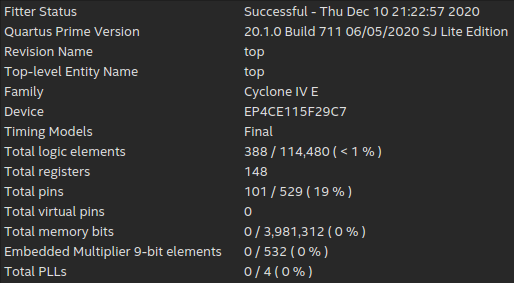 Fitter Status Successful - Thu Dec 10 21:22:57 2020
Quartus Prime Version 20.1.0 Build 711 06/05/2020 SJ Lite Edition
Revision Name top
Top-level Entity Name top
Family Cyclone IV E
Device EP4CE115F29C7
Timing Models Final
Total logic elements 388 / 114,480 ( < 1 % )
Total registers 148
Total pins 101 / 529 ( 19 % )
Total virtual pins 0
Total memory bits 0 / 3,981,312 ( 0 % )
Embedded Multiplier 9-bit elements 0 / 532 ( 0 % )
Total PLLs 0 / 4 ( 0 % )